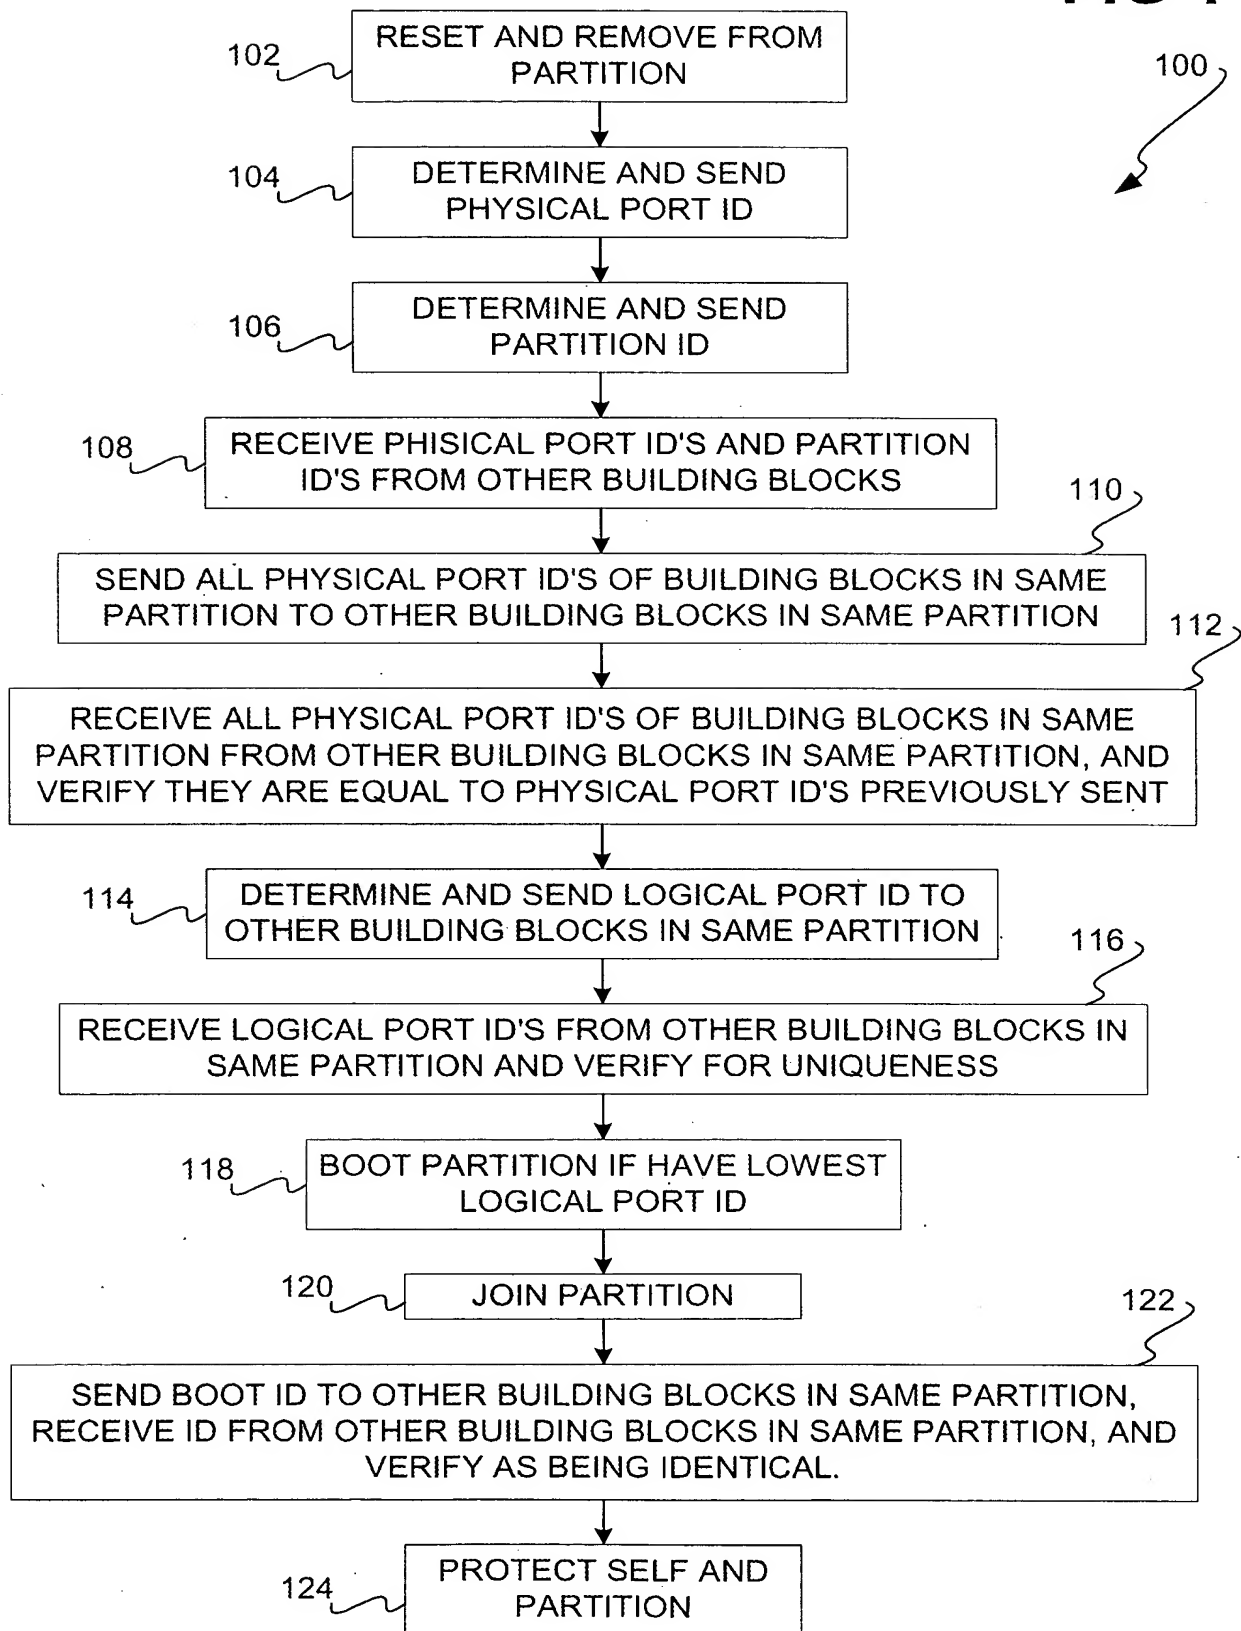 102
RESET AND REMOVE FROM
PARTITION
100
104
DETERMINE AND SEND
PHYSICAL PORT ID
106
DETERMINE AND SEND
PARTITION ID
108
RECEIVE PHISICAL PORT ID'S AND PARTITION
ID'S FROM OTHER BUILDING BLOCKS
110
SEND ALL PHYSICAL PORT ID'S OF BUILDING BLOCKS IN SAME
PARTITION TO OTHER BUILDING BLOCKS IN SAME PARTITION
112
RECEIVE ALL PHYSICAL PORT ID'S OF BUILDING BLOCKS IN SAME
PARTITION FROM OTHER BUILDING BLOCKS IN SAME PARTITION, AND
VERIFY THEY ARE EQUAL TO PHYSICAL PORT ID'S PREVIOUSLY SENT
114
DETERMINE AND SEND LOGICAL PORT ID TO
OTHER BUILDING BLOCKS IN SAME PARTITION
116
RECEIVE LOGICAL PORT ID'S FROM OTHER BUILDING BLOCKS IN
SAME PARTITION AND VERIFY FOR UNIQUENESS
118
BOOT PARTITION IF HAVE LOWEST
LOGICAL PORT ID
120
JOIN PARTITION
122
SEND BOOT ID TO OTHER BUILDING BLOCKS IN SAME PARTITION,
RECEIVE ID FROM OTHER BUILDING BLOCKS IN SAME PARTITION, AND
VERIFY AS BEING IDENTICAL.
124
PROTECT SELF AND
PARTITION